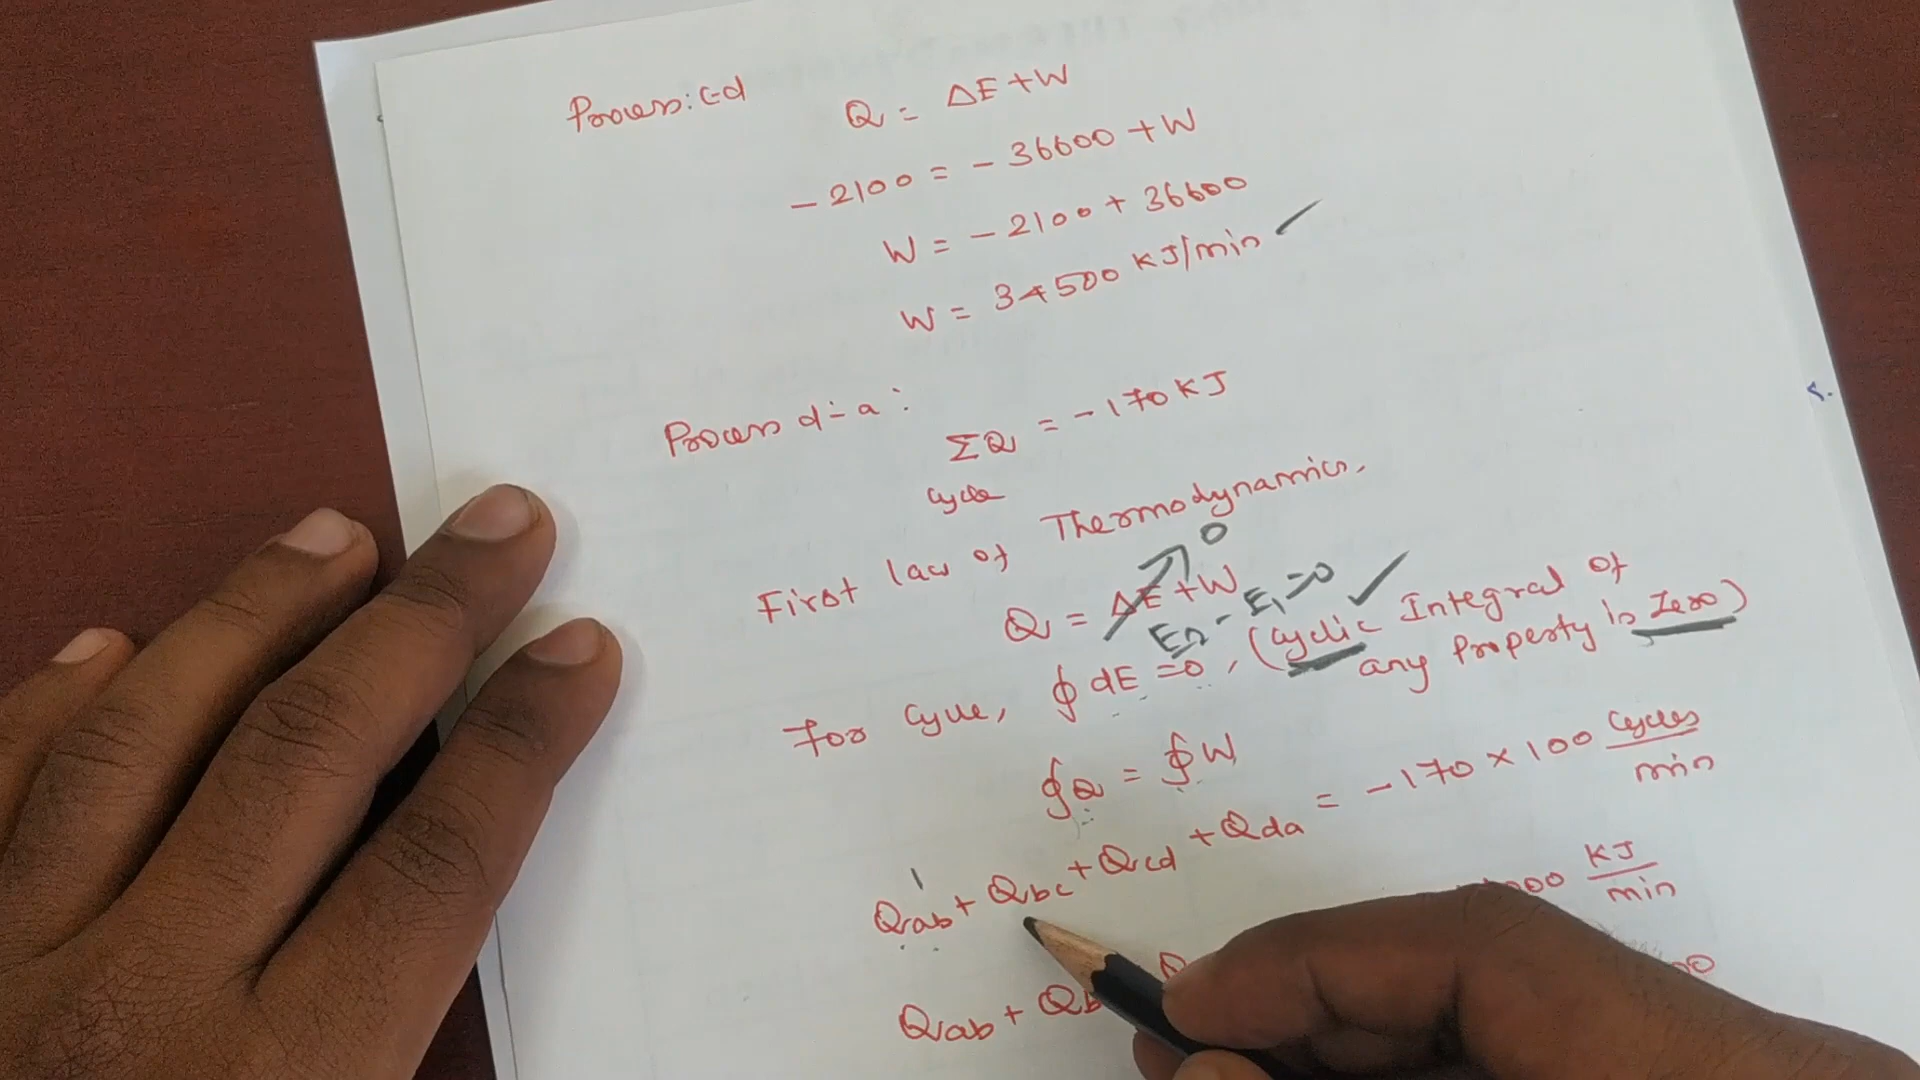 Process: c-d Q = ΔE + W
- 2100 = - 36600 + W
W = - 2100 + 36600
W = 34500 KJ/min ✓
Process d-a:
ΣQ = - 170 KJ
cycle
First law of Thermodynamics,
Q = ΔE + W 0
E2 - E1 = 0 ✓
For cycle, ∮ dE = 0, (Cyclic Integral of
any Property is Zero)
∮Q = ∮W
Qab + Qbc + Qcd + Qda = - 170 × 100 cycles/min
000 KJ/min
Qab +